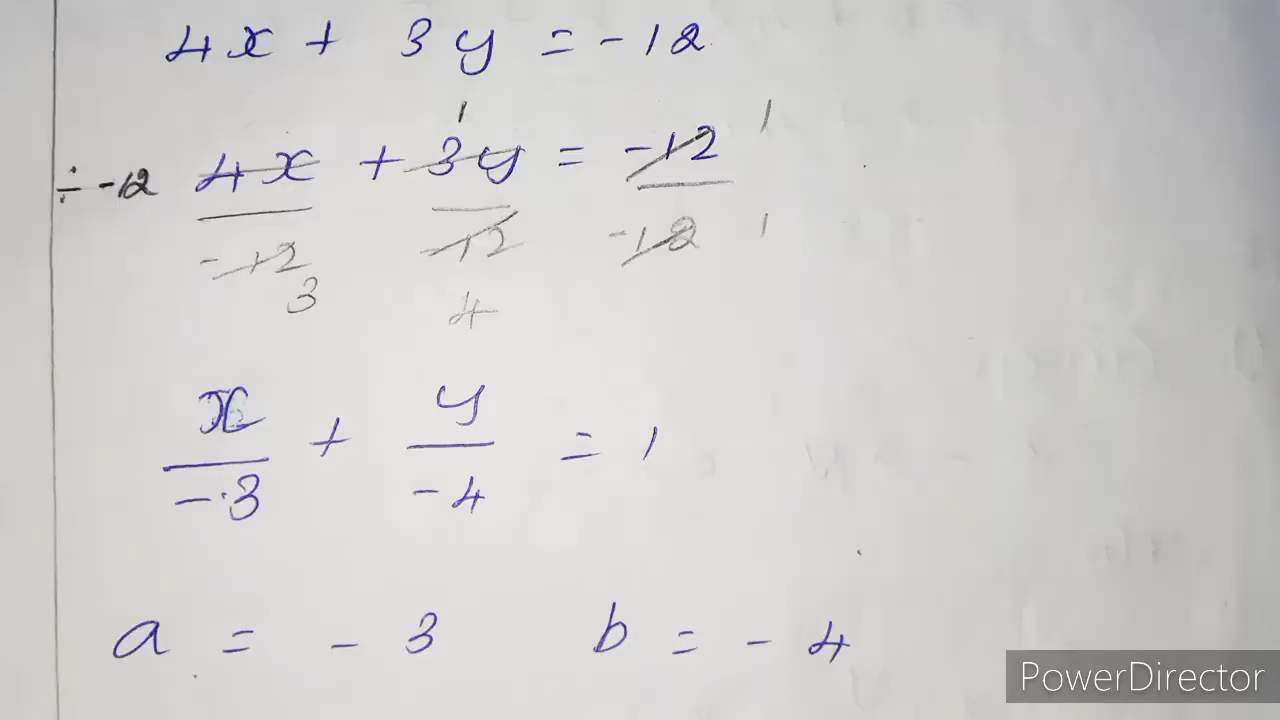 4x + 3y = -12
1 1
÷ -12 4x + 3y = -12
-12 -12 -12 1
3 4
x + y = 1
-3 -4
a = - 3 b = - 4
PowerDirector